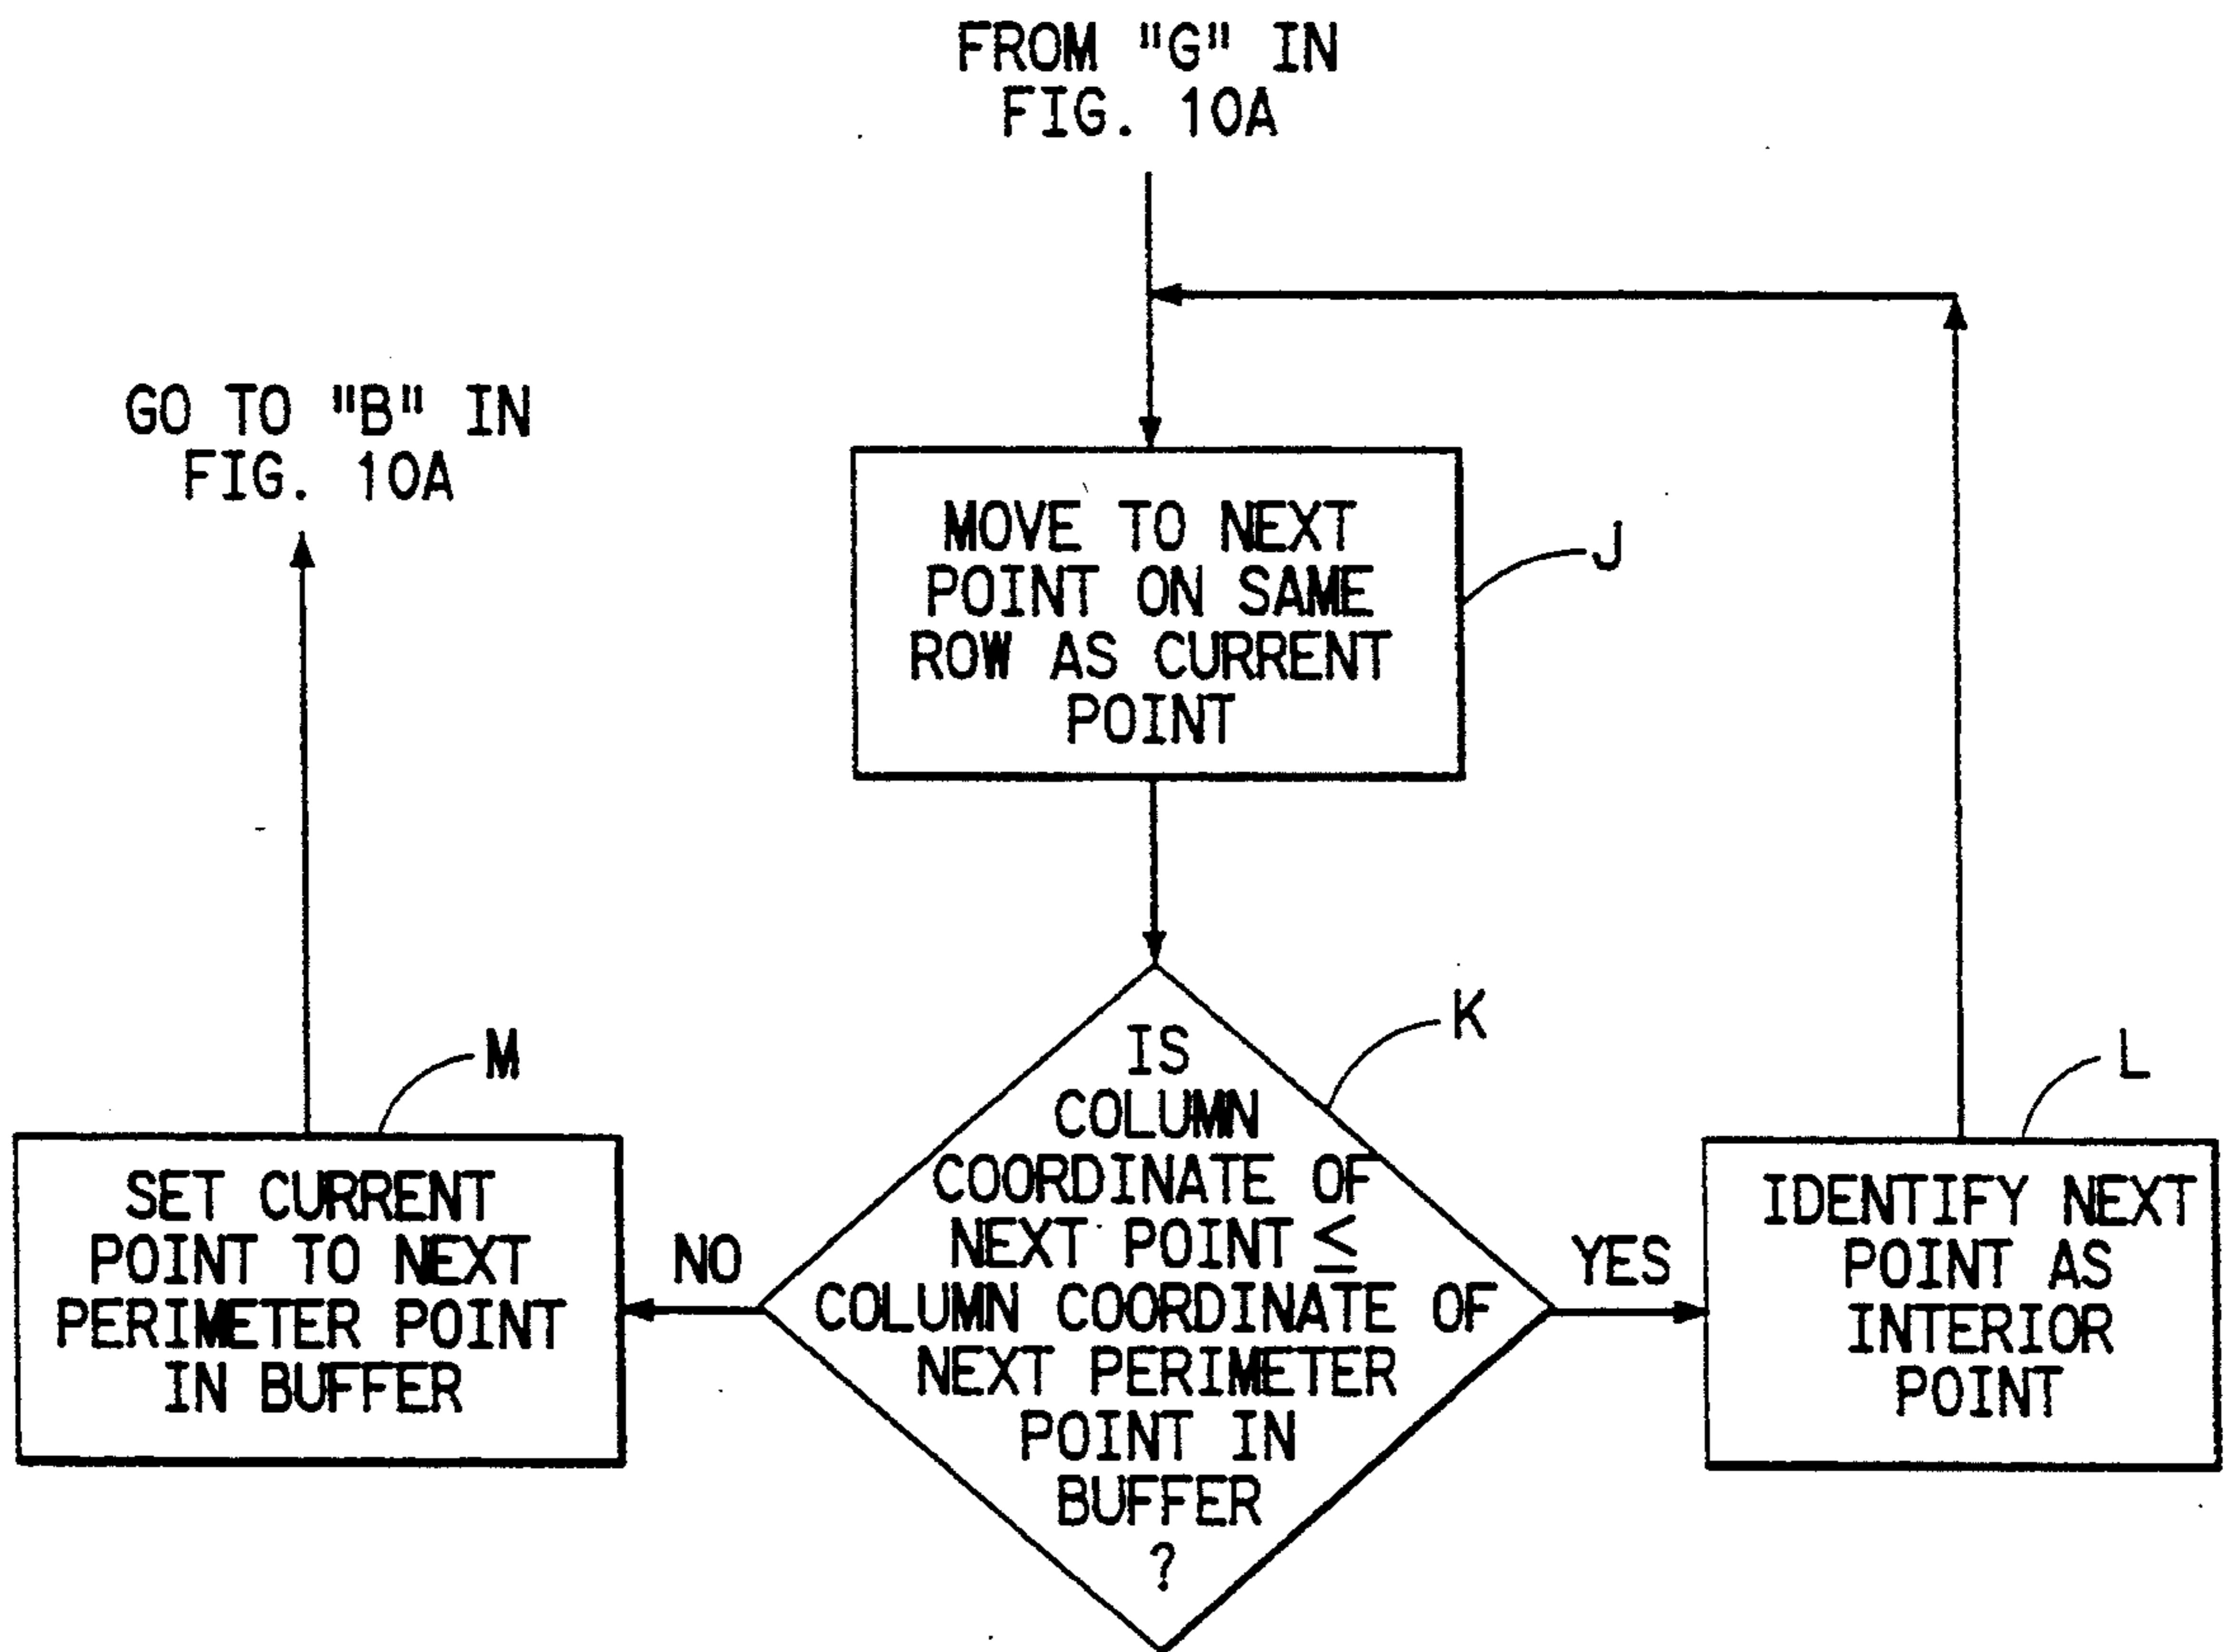 FROM "G" IN
FIG. 10A
GO TO "B" IN
FIG. 10A
MOVE TO NEXT
POINT ON SAME
ROW AS CURRENT
POINT
J
IS
COLUMN
COORDINATE OF
NEXT POINT ≤
COLUMN COORDINATE OF
NEXT PERIMETER
POINT IN
BUFFER
?
K
NO
YES
M
SET CURRENT
POINT TO NEXT
PERIMETER POINT
IN BUFFER
L
IDENTIFY NEXT
POINT AS
INTERIOR
POINT